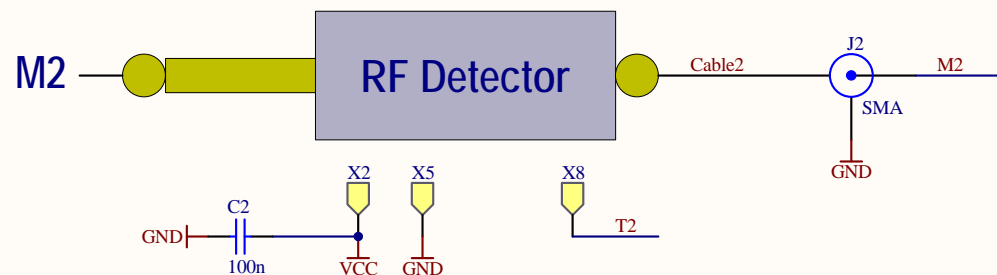 M2
RF Detector
Cable2
J2
M2
SMA
GND
X2
X5
X8
C2
GND
100n
VCC
GND
T2